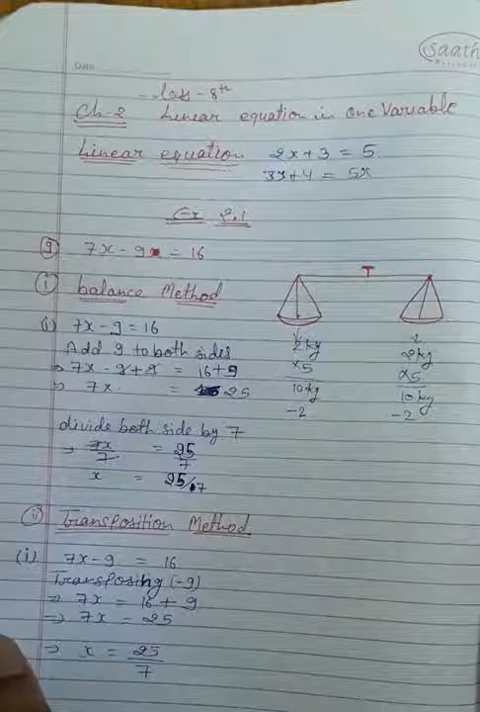 Saath
Date
Class - 8th
Ch-2 Linear equation in one Variable
Linear equation 2x+3 = 5
3x+4 = 5x
Ex 2.1
9 7x - 9 = 16
i balance Method
(i) 7x - 9 = 16
Add 9 to both sides
⇒ 7x - 9 + 9 = 16 + 9
⇒ 7x = 25
divide both side by 7
⇒ 7x/7 = 25/7
x = 25/7
2kg
x5
10kg
-2
2kg
x5
10kg
-2
ii Transposition Method
(i) 7x - 9 = 16
Transposing (-9)
⇒ 7x = 16 + 9
⇒ 7x = 25
⇒ x = 25/7